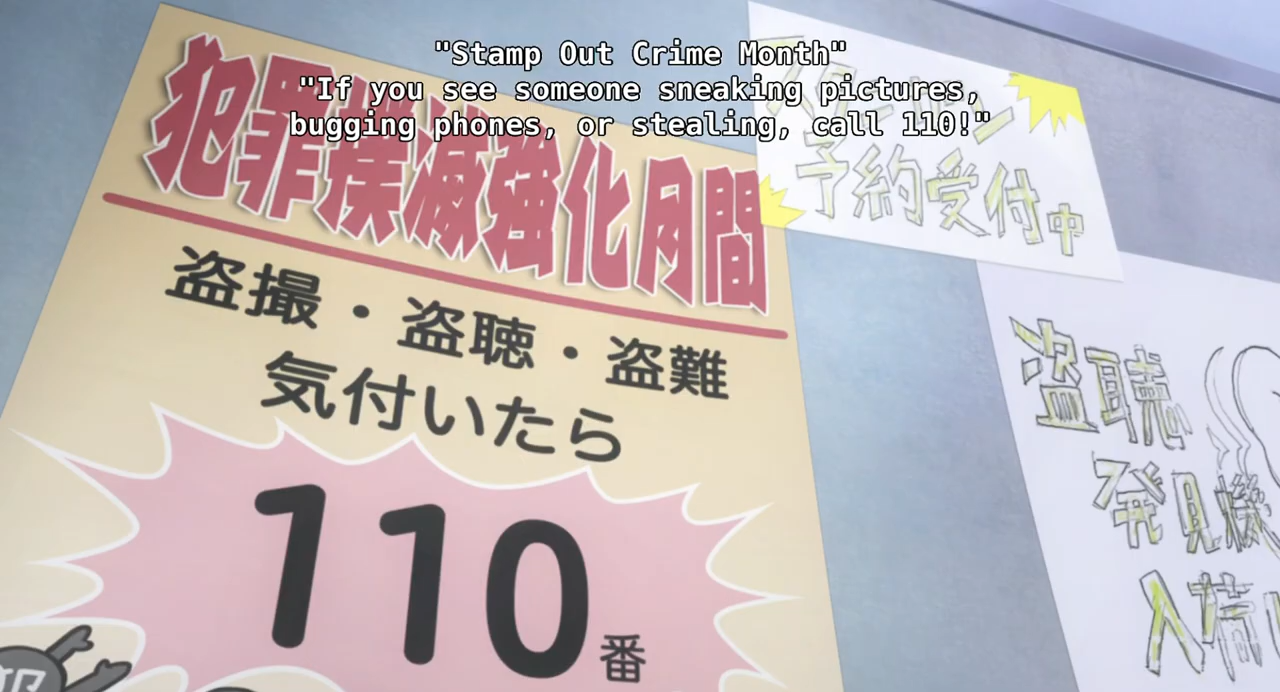 "Stamp Out Crime Month"
"If you see someone sneaking pictures,
bugging phones, or stealing, call 110!"
犯罪撲滅強化月間
盗撮・盗聴・盗難
気付いたら
110番
予約受付中
盗聴器
発見機
入荷